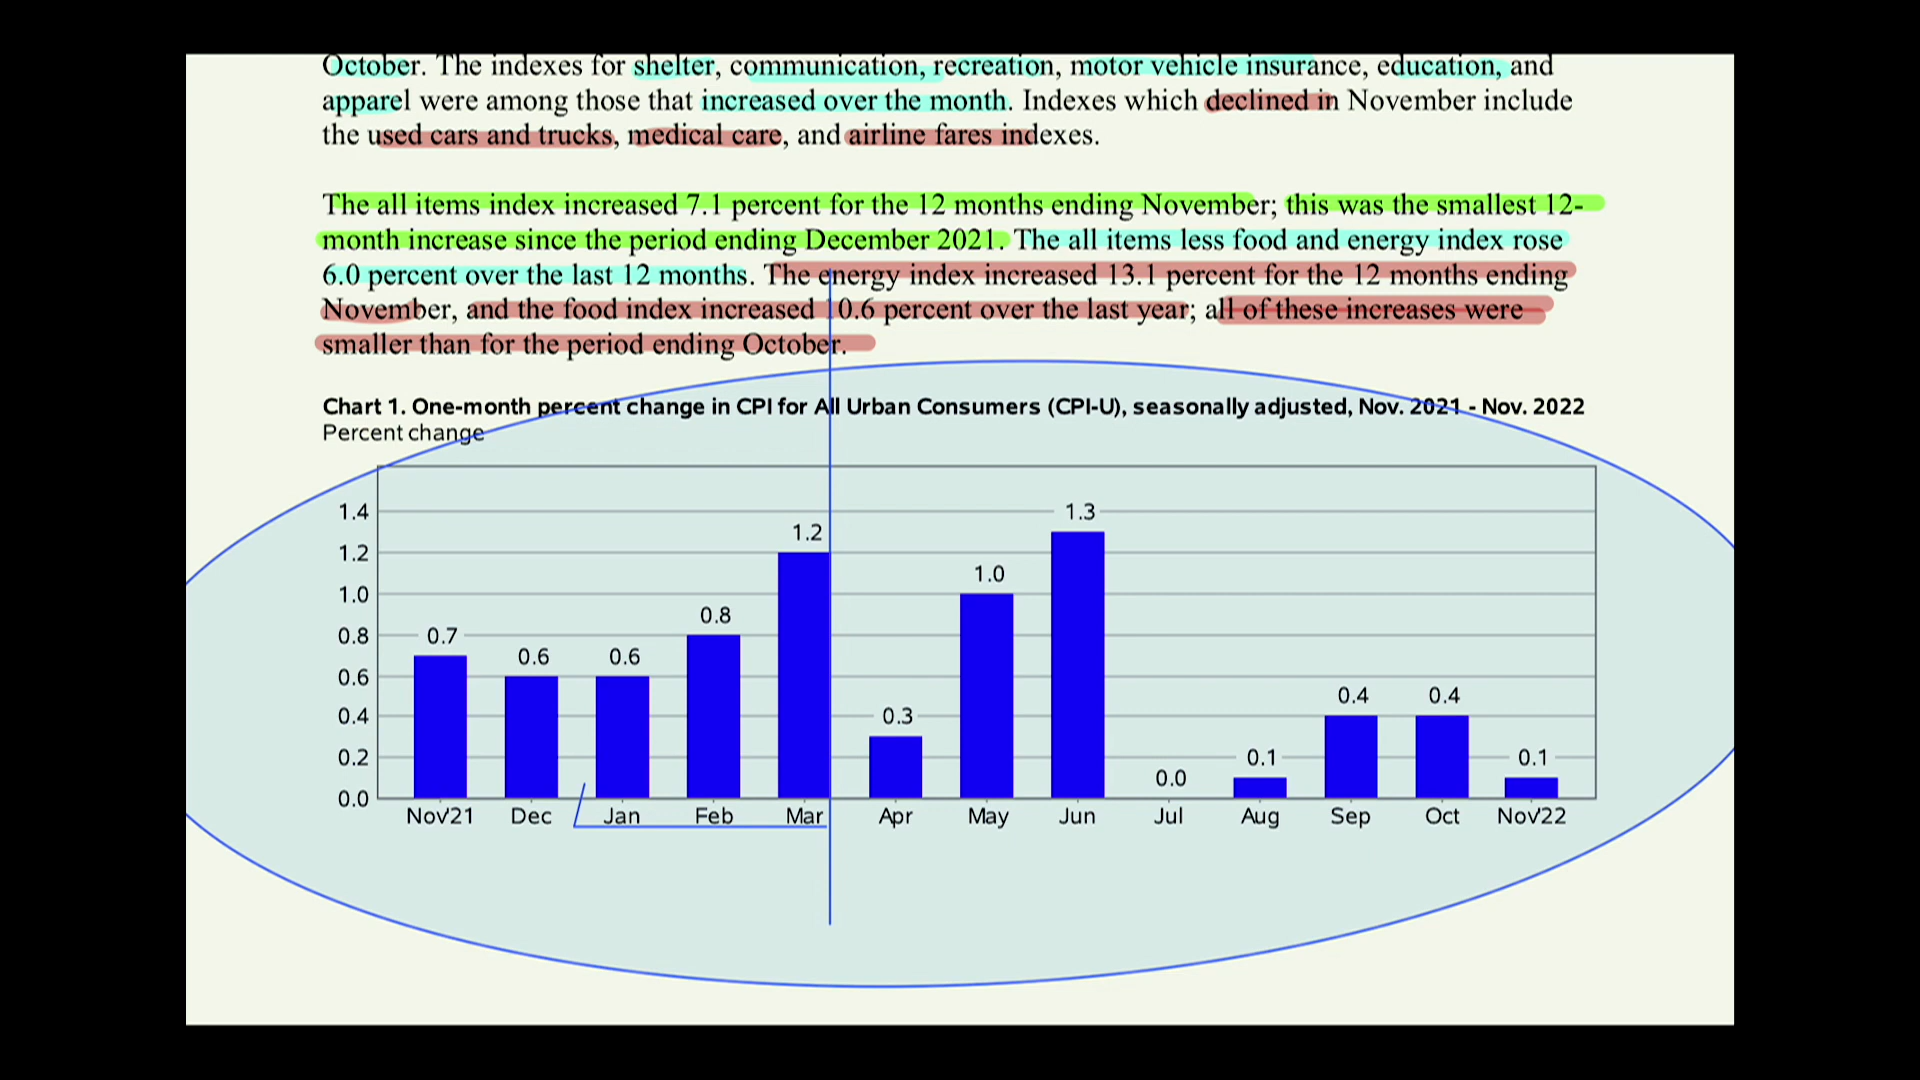 October. The indexes for shelter, communication, recreation, motor vehicle insurance, education, and
apparel were among those that increased over the month. Indexes which declined in November include
the used cars and trucks, medical care, and airline fares indexes.
The all items index increased 7.1 percent for the 12 months ending November; this was the smallest 12-
month increase since the period ending December 2021. The all items less food and energy index rose
6.0 percent over the last 12 months. The energy index increased 13.1 percent for the 12 months ending
November, and the food index increased 10.6 percent over the last year; all of these increases were
smaller than for the period ending October.
Chart 1. One-month percent change in CPI for All Urban Consumers (CPI-U), seasonally adjusted, Nov. 2021 - Nov. 2022
Percent change
1.4
1.2
1.0
0.8
0.6
0.4
0.2
0.0
0.7
0.6
0.6
0.8
1.2
0.3
1.0
1.3
0.0
0.1
0.4
0.4
0.1
Nov'21 Dec Jan Feb Mar Apr May Jun Jul Aug Sep Oct Nov'22